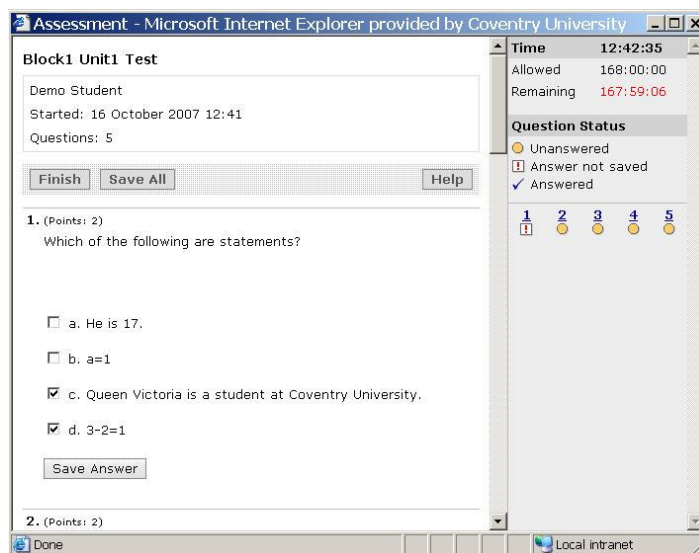 Assessment - Microsoft Internet Explorer provided by Coventry University
Block1 Unit1 Test
Demo Student
Started: 16 October 2007 12:41
Questions: 5
Finish Save All Help
1. (Points: 2)
Which of the following are statements?
a. He is 17.
b. a=1
c. Queen Victoria is a student at Coventry University.
d. 3-2=1
Save Answer
2. (Points: 2)
Time 12:42:35
Allowed 168:00:00
Remaining 167:59:06
Question Status
Unanswered
Answer not saved
Answered
1 2 3 4 5
Done Local intranet